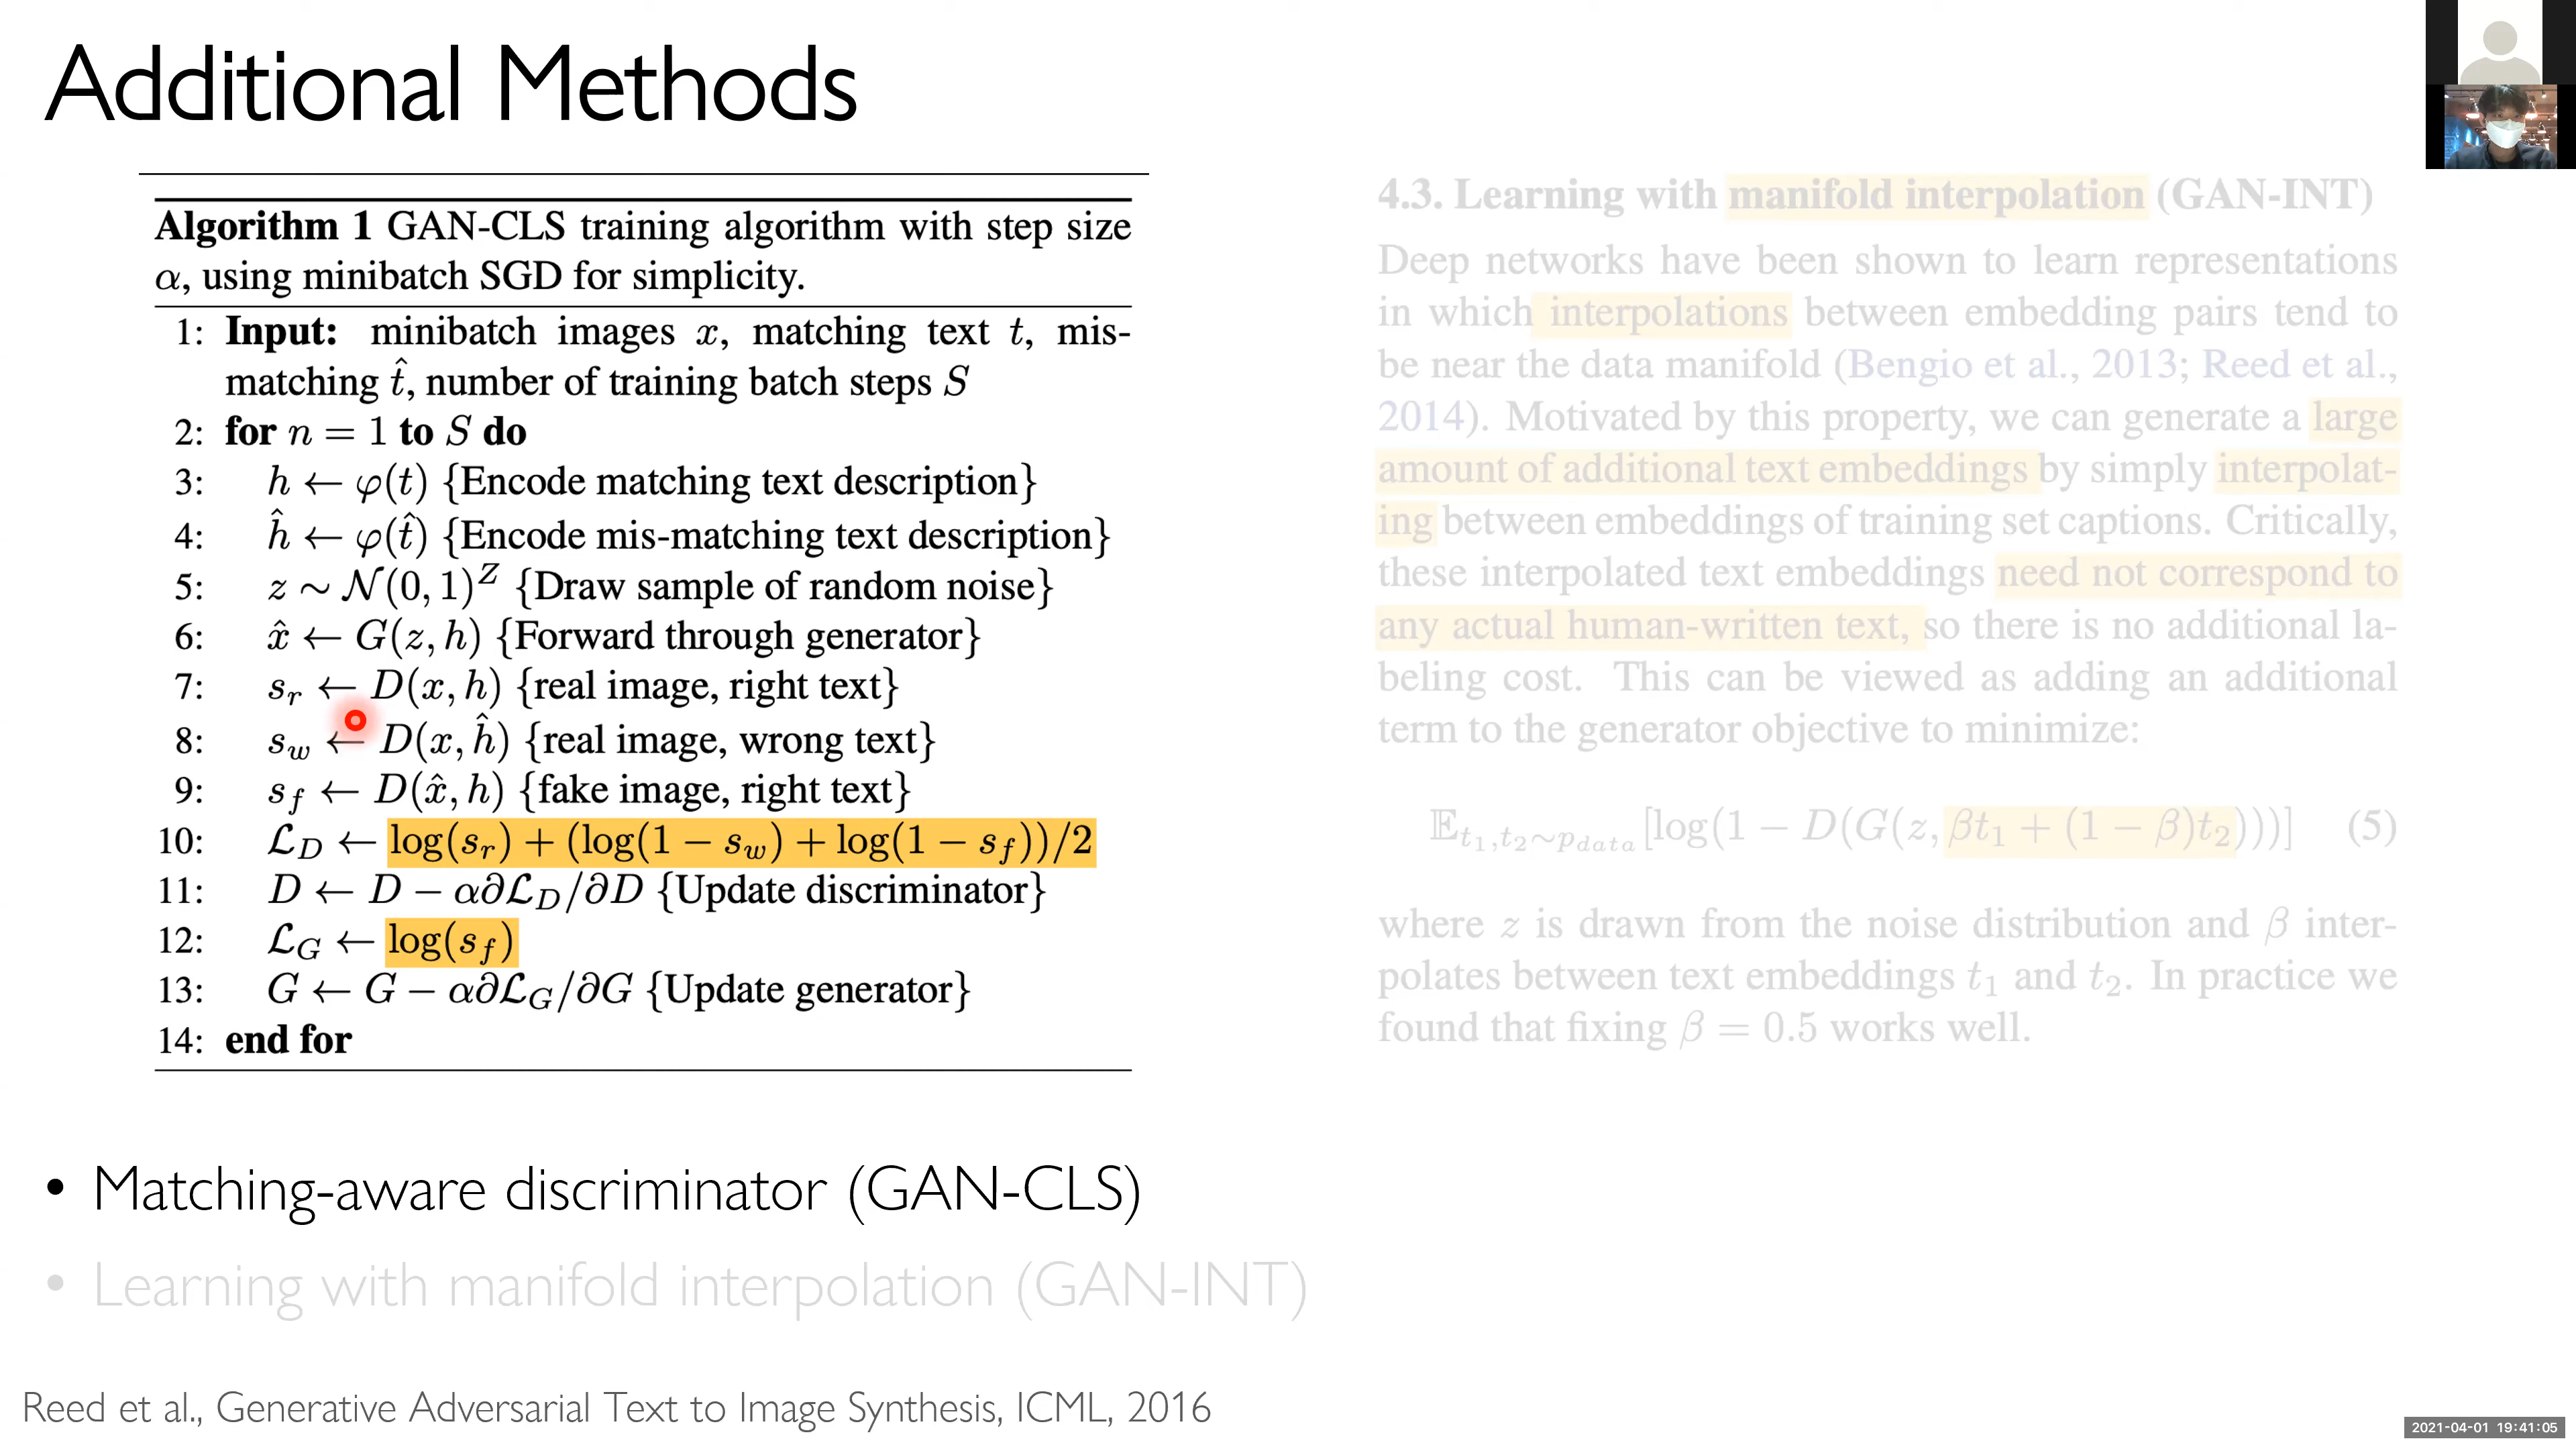 Additional Methods
Algorithm 1 GAN-CLS training algorithm with step size
α, using minibatch SGD for simplicity.
1: Input: minibatch images x, matching text t, mis-
matching t̂, number of training batch steps S
2: for n = 1 to S do
3: h ← φ(t) {Encode matching text description}
4: ĥ ← φ(t̂) {Encode mis-matching text description}
5: z ∼ 𝒩(0, 1)^Z {Draw sample of random noise}
6: x̂ ← G(z, h) {Forward through generator}
7: s_r ← D(x, h) {real image, right text}
8: s_w ← D(x, ĥ) {real image, wrong text}
9: s_f ← D(x̂, h) {fake image, right text}
10: ℒ_D ← log(s_r) + (log(1 − s_w) + log(1 − s_f))/2
11: D ← D − α∂ℒ_D/∂D {Update discriminator}
12: ℒ_G ← log(s_f)
13: G ← G − α∂ℒ_G/∂G {Update generator}
14: end for
4.3. Learning with manifold interpolation (GAN-INT)
Deep networks have been shown to learn representations
in which interpolations between embedding pairs tend to
be near the data manifold (Bengio et al., 2013; Reed et al.,
2014). Motivated by this property, we can generate a large
amount of additional text embeddings by simply interpolat-
ing between embeddings of training set captions. Critically,
these interpolated text embeddings need not correspond to
any actual human-written text, so there is no additional la-
beling cost. This can be viewed as adding an additional
term to the generator objective to minimize:
𝔼_{t₁,t₂∼p_data}[log(1 − D(G(z, βt₁ + (1 − β)t₂)))] (5)
where z is drawn from the noise distribution and β inter-
polates between text embeddings t₁ and t₂. In practice we
found that fixing β = 0.5 works well.
• Matching-aware discriminator (GAN-CLS)
• Learning with manifold interpolation (GAN-INT)
Reed et al., Generative Adversarial Text to Image Synthesis, ICML, 2016
2021-04-01 19:41:05